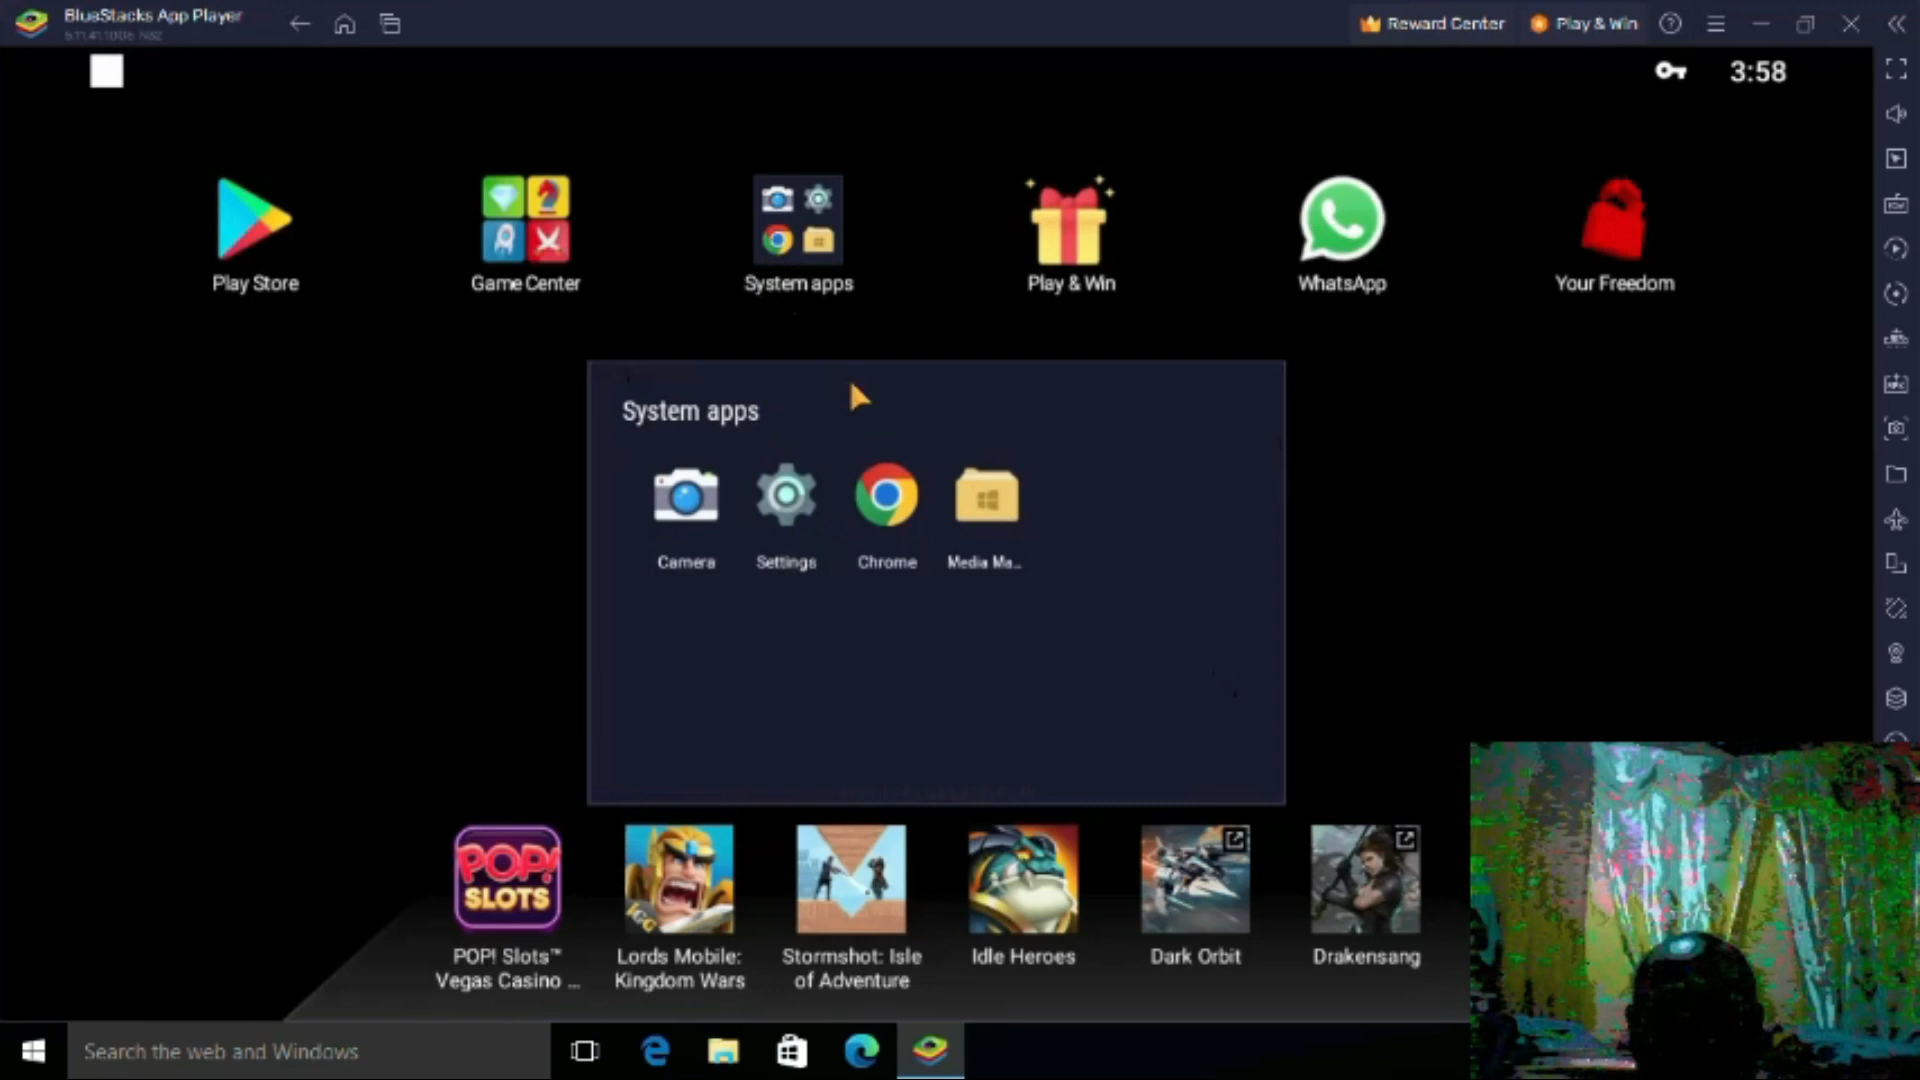 BlueStacks App Player
Reward Center
Play & Win
3:58
Play Store
Game Center
System apps
Play & Win
WhatsApp
Your Freedom
System apps
Camera
Settings
Chrome
Media Ma...
POP!
SLOTS
POP! Slots™
Vegas Casino ...
Lords Mobile:
Kingdom Wars
Stormshot: Isle
of Adventure
Idle Heroes
Dark Orbit
Drakensang
Search the web and Windows